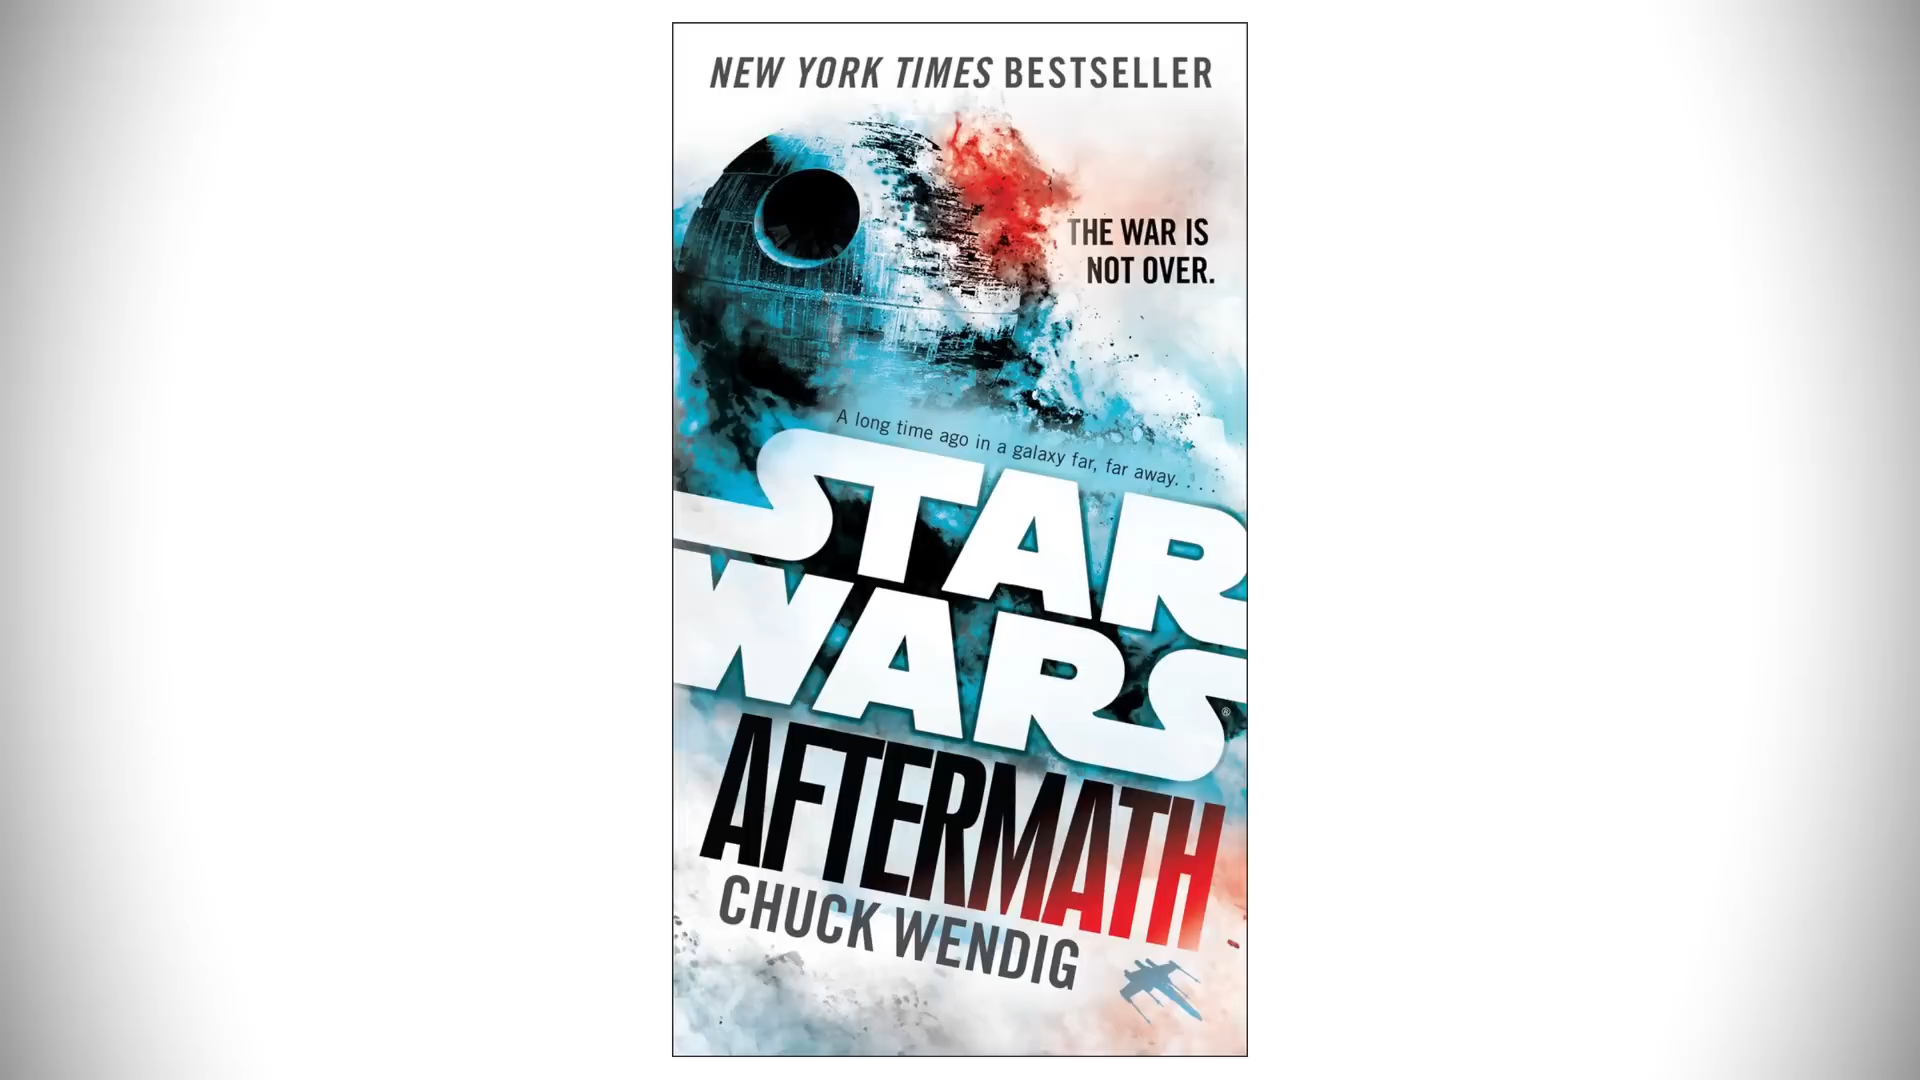 NEW YORK TIMES BESTSELLER
THE WAR IS
NOT OVER.
A long time ago in a galaxy far, far away. . . .
STAR
WARS
®
AFTERMATH
CHUCK WENDIG